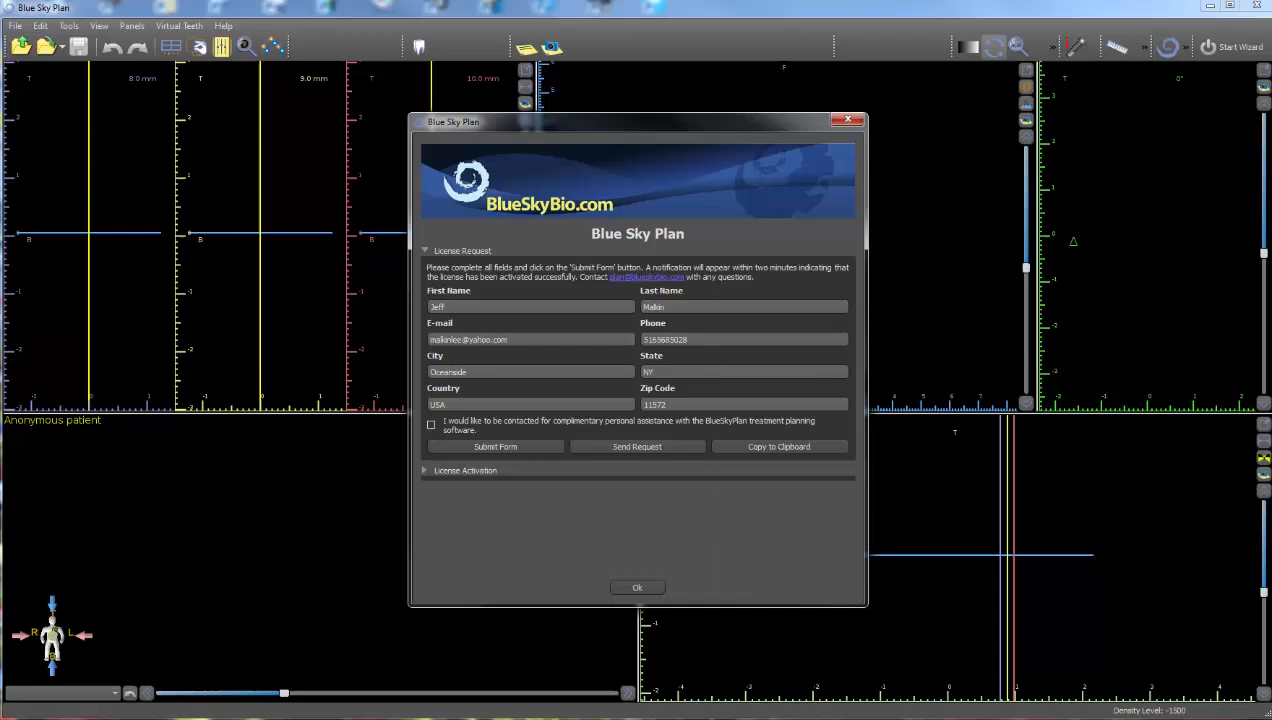 Blue Sky Plan
File Edit Tools View Panels Virtual Teeth Help
Start Wizard
T 8.0 mm T 9.0 mm T 10.0 mm
F
T 0°
S
B B B
Blue Sky Plan
BlueSkyBio.com
Blue Sky Plan
License Request
Please complete all fields and click on the 'Submit Form' button. A notification will appear within two minutes indicating that
the license has been activated successfully. Contact plan@blueskybio.com with any questions.
First Name Last Name
Jeff Malkin
E-mail Phone
malkinlee@yahoo.com 5165685028
City State
Oceanside NY
Country Zip Code
USA 11572
I would like to be contacted for complimentary personal assistance with the BlueSkyPlan treatment planning
software.
Submit Form Send Request Copy to Clipboard
License Activation
Ok
Anonymous patient
T
R L
Density Level: -1500